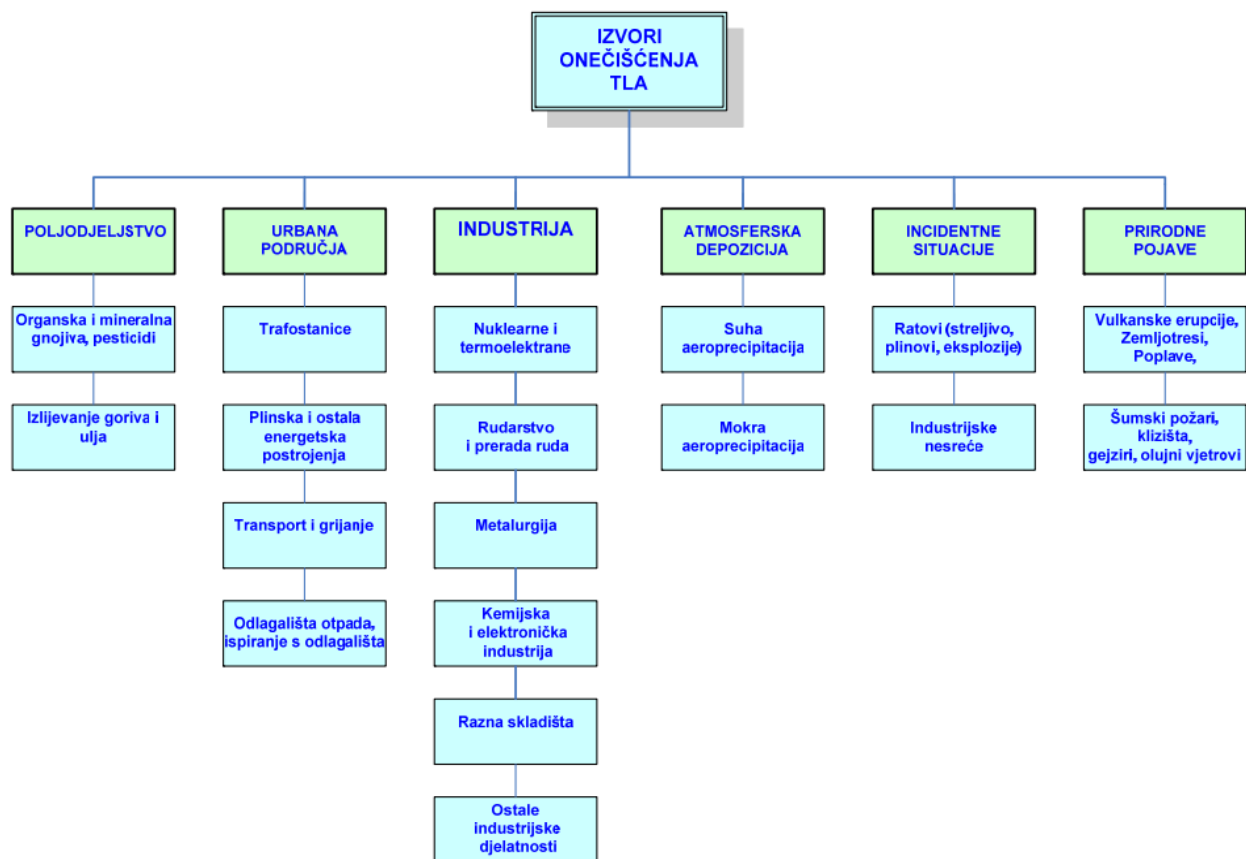 IZVORI
ONEČIŠĆENJA
TLA
POLJODJELJSTVO
Organska i mineralna
gnojiva, pesticidi
Izlijevanje goriva i
ulja
URBANA
PODRUČJA
Trafostanice
Plinska i ostala
energetska
postrojenja
Transport i grijanje
Odlagališta otpada,
ispiranje s odlagališta
INDUSTRIJA
Nuklearne i
termoelektrane
Rudarstvo
i prerada ruda
Metalurgija
Kemijska
i elektronička
industrija
Razna skladišta
Ostale
industrijske
djelatnosti
ATMOSFERSKA
DEPOZICIJA
Suha
aeroprecipitacija
Mokra
aeroprecipitacija
INCIDENTNE
SITUACIJE
Ratovi (streljivo,
plinovi, eksplozije)
Industrijske
nesreće
PRIRODNE
POJAVE
Vulkanske erupcije,
Zemljotresi,
Poplave,
Šumski požari,
klizišta,
gejziri, olujni vjetrovi